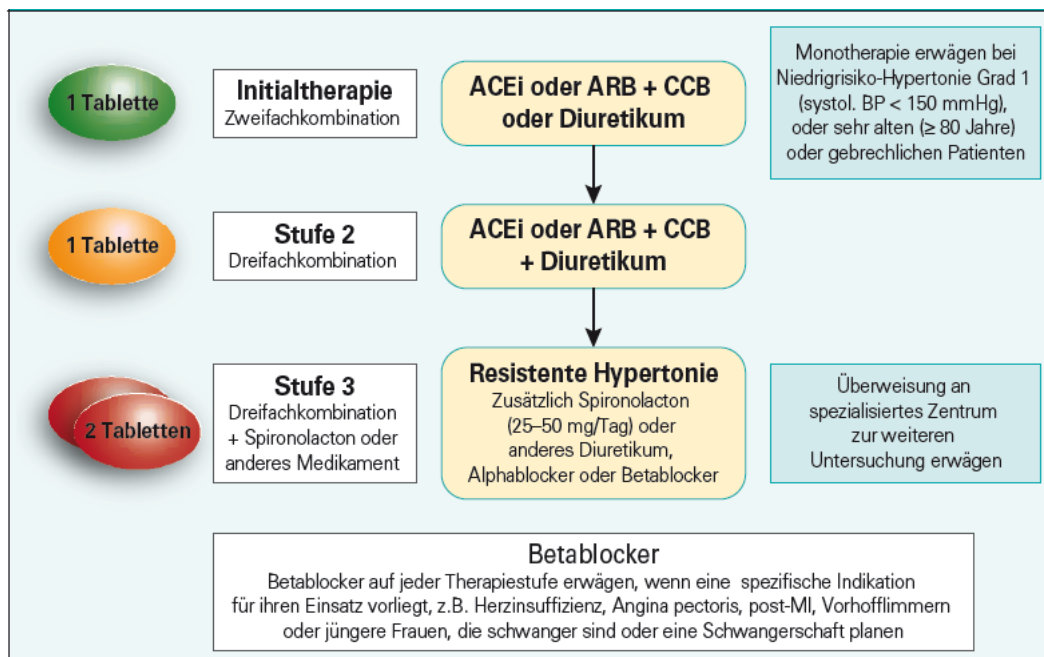 1 Tablette
Initialtherapie
Zweifachkombination
ACEi oder ARB + CCB
oder Diuretikum
Monotherapie erwägen bei
Niedrigrisiko-Hypertonie Grad 1
(systol. BP < 150 mmHg),
oder sehr alten (≥ 80 Jahre)
oder gebrechlichen Patienten
1 Tablette
Stufe 2
Dreifachkombination
ACEi oder ARB + CCB
+ Diuretikum
2 Tabletten
Stufe 3
Dreifachkombination
+ Spironolacton oder
anderes Medikament
Resistente Hypertonie
Zusätzlich Spironolacton
(25–50 mg/Tag) oder
anderes Diuretikum,
Alphablocker oder Betablocker
Überweisung an
spezialisiertes Zentrum
zur weiteren
Untersuchung erwägen
Betablocker
Betablocker auf jeder Therapiestufe erwägen, wenn eine spezifische Indikation
für ihren Einsatz vorliegt, z.B. Herzinsuffizienz, Angina pectoris, post-MI, Vorhofflimmern
oder jüngere Frauen, die schwanger sind oder eine Schwangerschaft planen